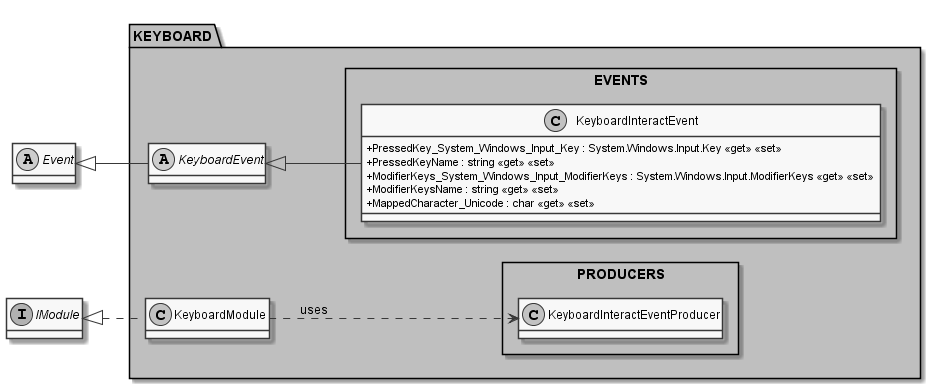 KEYBOARD
EVENTS
C KeyboardInteractEvent
+PressedKey_System_Windows_Input_Key : System.Windows.Input.Key «get» «set»
+PressedKeyName : string «get» «set»
+ModifierKeys_System_Windows_Input_ModifierKeys : System.Windows.Input.ModifierKeys «get» «set»
+ModifierKeysName : string «get» «set»
+MappedCharacter_Unicode : char «get» «set»
A Event
A KeyboardEvent
PRODUCERS
I IModule
C KeyboardModule
uses
C KeyboardInteractEventProducer